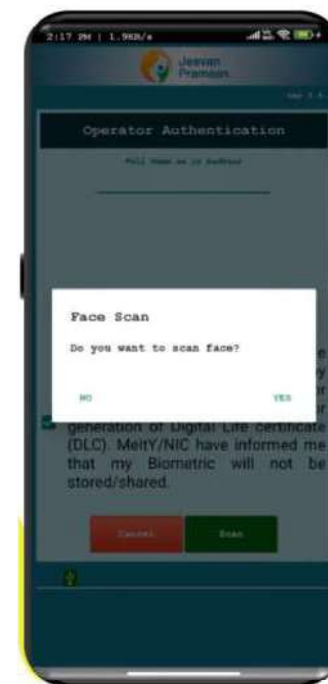 2:17 PM | 1.9KB/s
Jeevan
Pramaan
Operator Authentication
Full Name as in Aadhaar
Face Scan
Do you want to scan face?
NO
YES
generation of Digital Life certificate
(DLC). MeitY/NIC have informed me
that my Biometric will not be
stored/shared.
Cancel
Scan